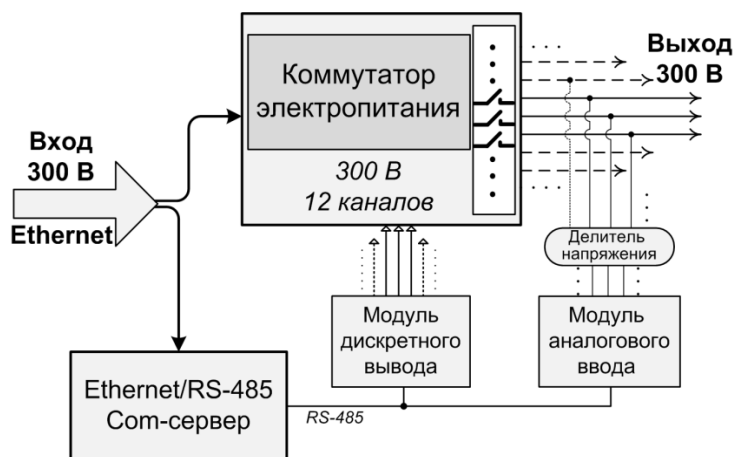 Коммутатор
электропитания
300 В
12 каналов
Выход
300 В
Вход
300 В
Ethernet
Делитель
напряжения
Модуль
дискретного
вывода
Модуль
аналогового
ввода
Ethernet/RS-485
Com-сервер
RS-485